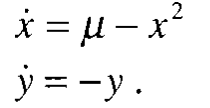 ẋ = μ − x²
ẏ = −y .